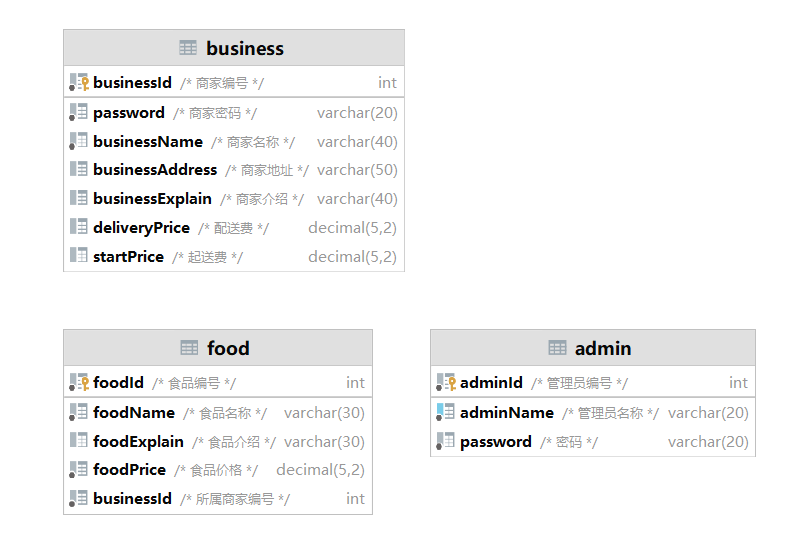 business
businessId /* 商家编号 */ int
password /* 商家密码 */ varchar(20)
businessName /* 商家名称 */ varchar(40)
businessAddress /* 商家地址 */ varchar(50)
businessExplain /* 商家介绍 */ varchar(40)
deliveryPrice /* 配送费 */ decimal(5,2)
startPrice /* 起送费 */ decimal(5,2)
food
foodId /* 食品编号 */ int
foodName /* 食品名称 */ varchar(30)
foodExplain /* 食品介绍 */ varchar(30)
foodPrice /* 食品价格 */ decimal(5,2)
businessId /* 所属商家编号 */ int
admin
adminId /* 管理员编号 */ int
adminName /* 管理员名称 */ varchar(20)
password /* 密码 */ varchar(20)